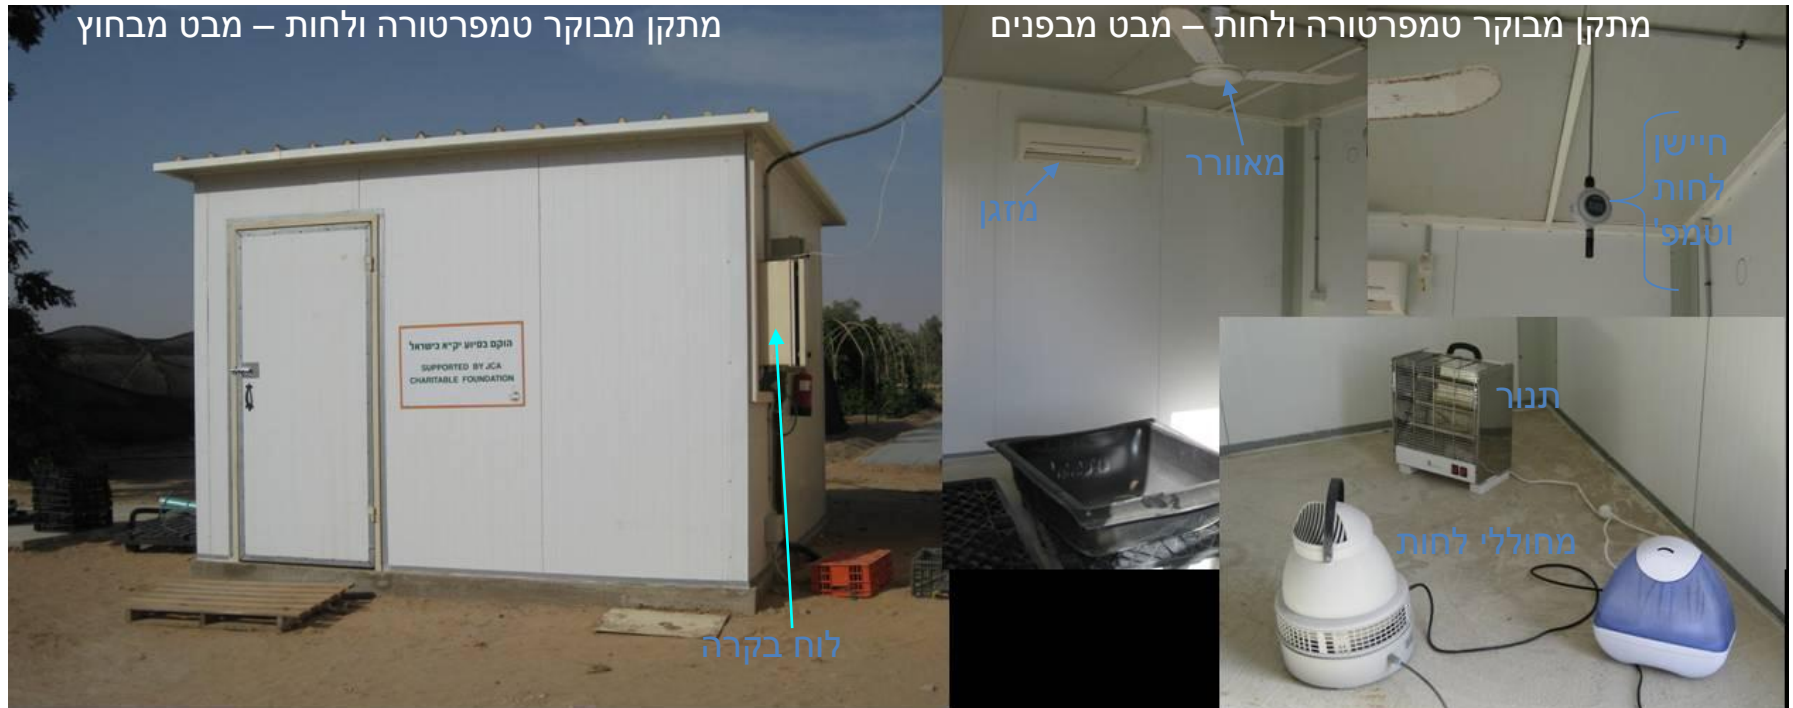 מתקן מבוקר טמפרטורה ולחות – מבט מבחוץ
מתקן מבוקר טמפרטורה ולחות – מבט מבפנים
מאוורר
מזגן
חיישן
לחות
וטמפ'
הוקם בסיוע יק״א בישראל
SUPPORTED BY JCA
CHARITABLE FOUNDATION
תנור
מחוללי לחות
לוח בקרה